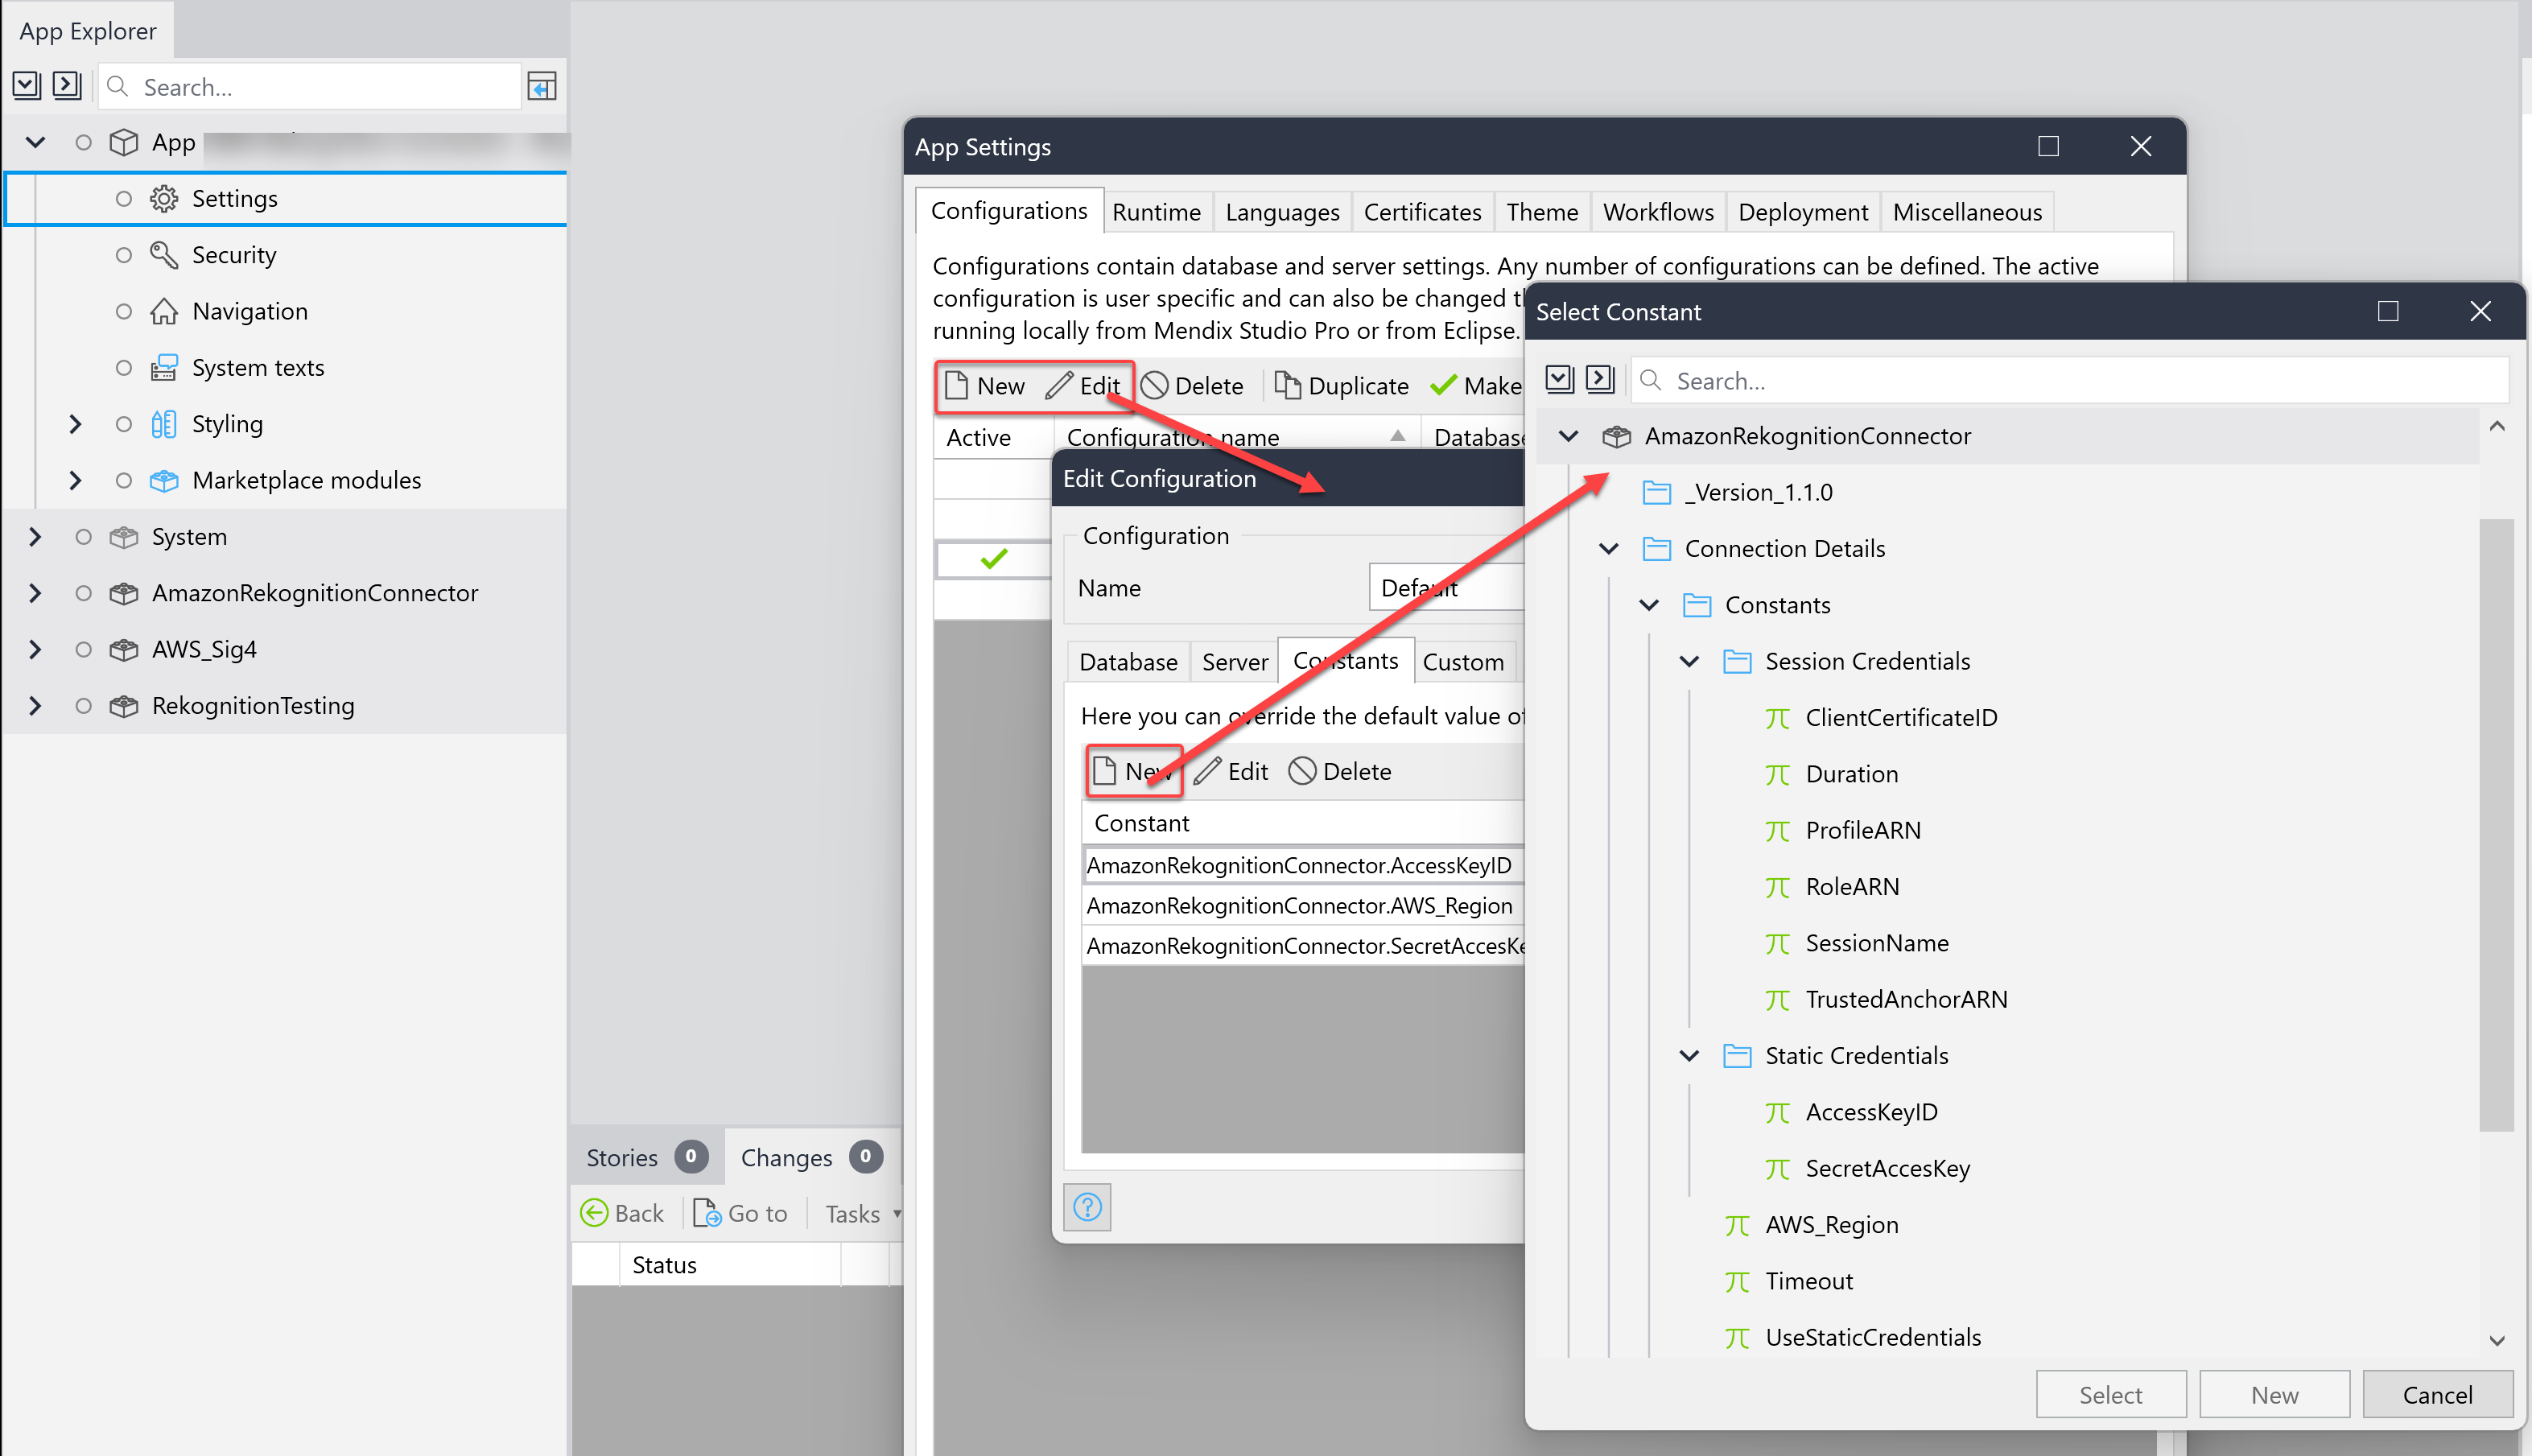 App Explorer
Search...
App
Settings
Security
Navigation
System texts
Styling
Marketplace modules
System
AmazonRekognitionConnector
AWS_Sig4
RekognitionTesting
Stories 0 Changes 0
Back Go to Tasks
Status
App Settings
Configurations Runtime Languages Certificates Theme Workflows Deployment Miscellaneous
Configurations contain database and server settings. Any number of configurations can be defined. The active
configuration is user specific and can also be changed
running locally from Mendix Studio Pro or from Eclipse.
New Edit Delete Duplicate Make
Active Configuration name Database
Edit Configuration
Configuration
Name Default
Database Server Constants Custom
Here you can override the default value of
New Edit Delete
Constant
AmazonRekognitionConnector.AccessKeyID
AmazonRekognitionConnector.AWS_Region
AmazonRekognitionConnector.SecretAccesKe
?
Select Constant
Search...
AmazonRekognitionConnector
_Version_1.1.0
Connection Details
Constants
Session Credentials
ClientCertificateID
Duration
ProfileARN
RoleARN
SessionName
TrustedAnchorARN
Static Credentials
AccessKeyID
SecretAccesKey
AWS_Region
Timeout
UseStaticCredentials
Select New Cancel